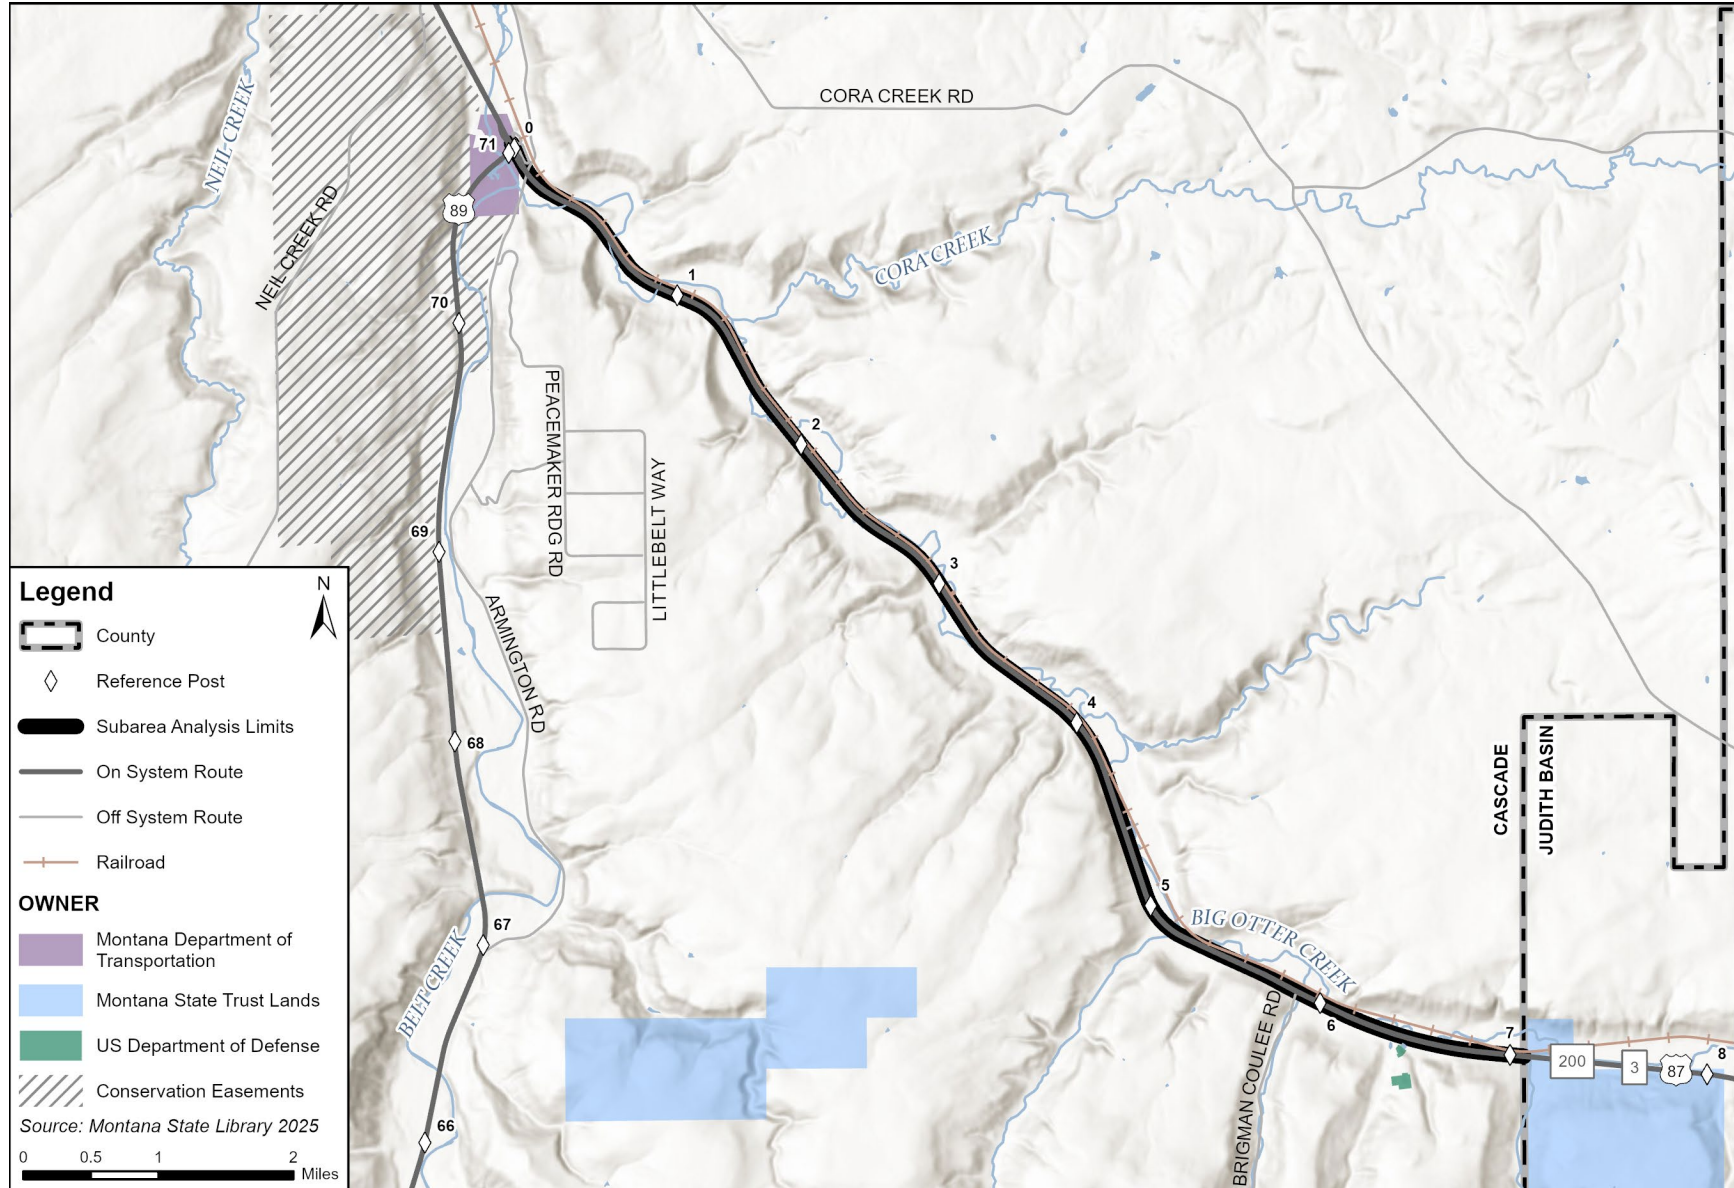 CORA CREEK RD
NEIL CREEK
0
71
89
NEIL CREEK RD
CORA CREEK
1
70
PEACEMAKER RDG RD
2
LITTLEBELT WAY
69
3
ARMINGTON RD
4
68
CASCADE
JUDITH BASIN
5
67
BIG OTTER CREEK
BELT CREEK
6
BRIGMAN COULEE RD
7
200
3
87
8
66
Legend
N
County
Reference Post
Subarea Analysis Limits
On System Route
Off System Route
Railroad
OWNER
Montana Department of
Transportation
Montana State Trust Lands
US Department of Defense
Conservation Easements
Source: Montana State Library 2025
0 0.5 1 2
Miles